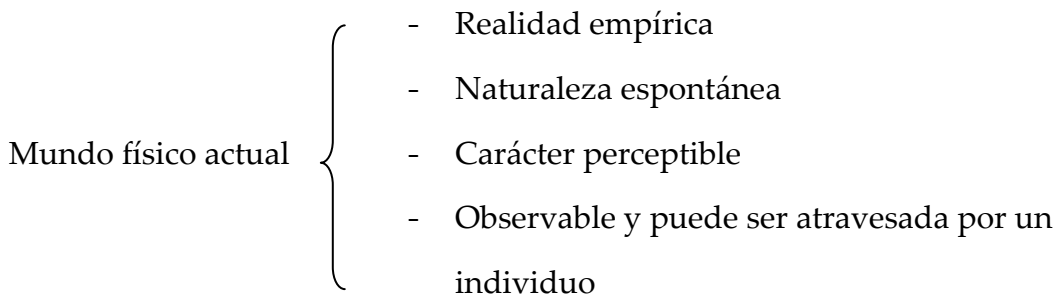 - Realidad empírica
- Naturaleza espontánea
Mundo físico actual
- Carácter perceptible
- Observable y puede ser atravesada por un
individuo